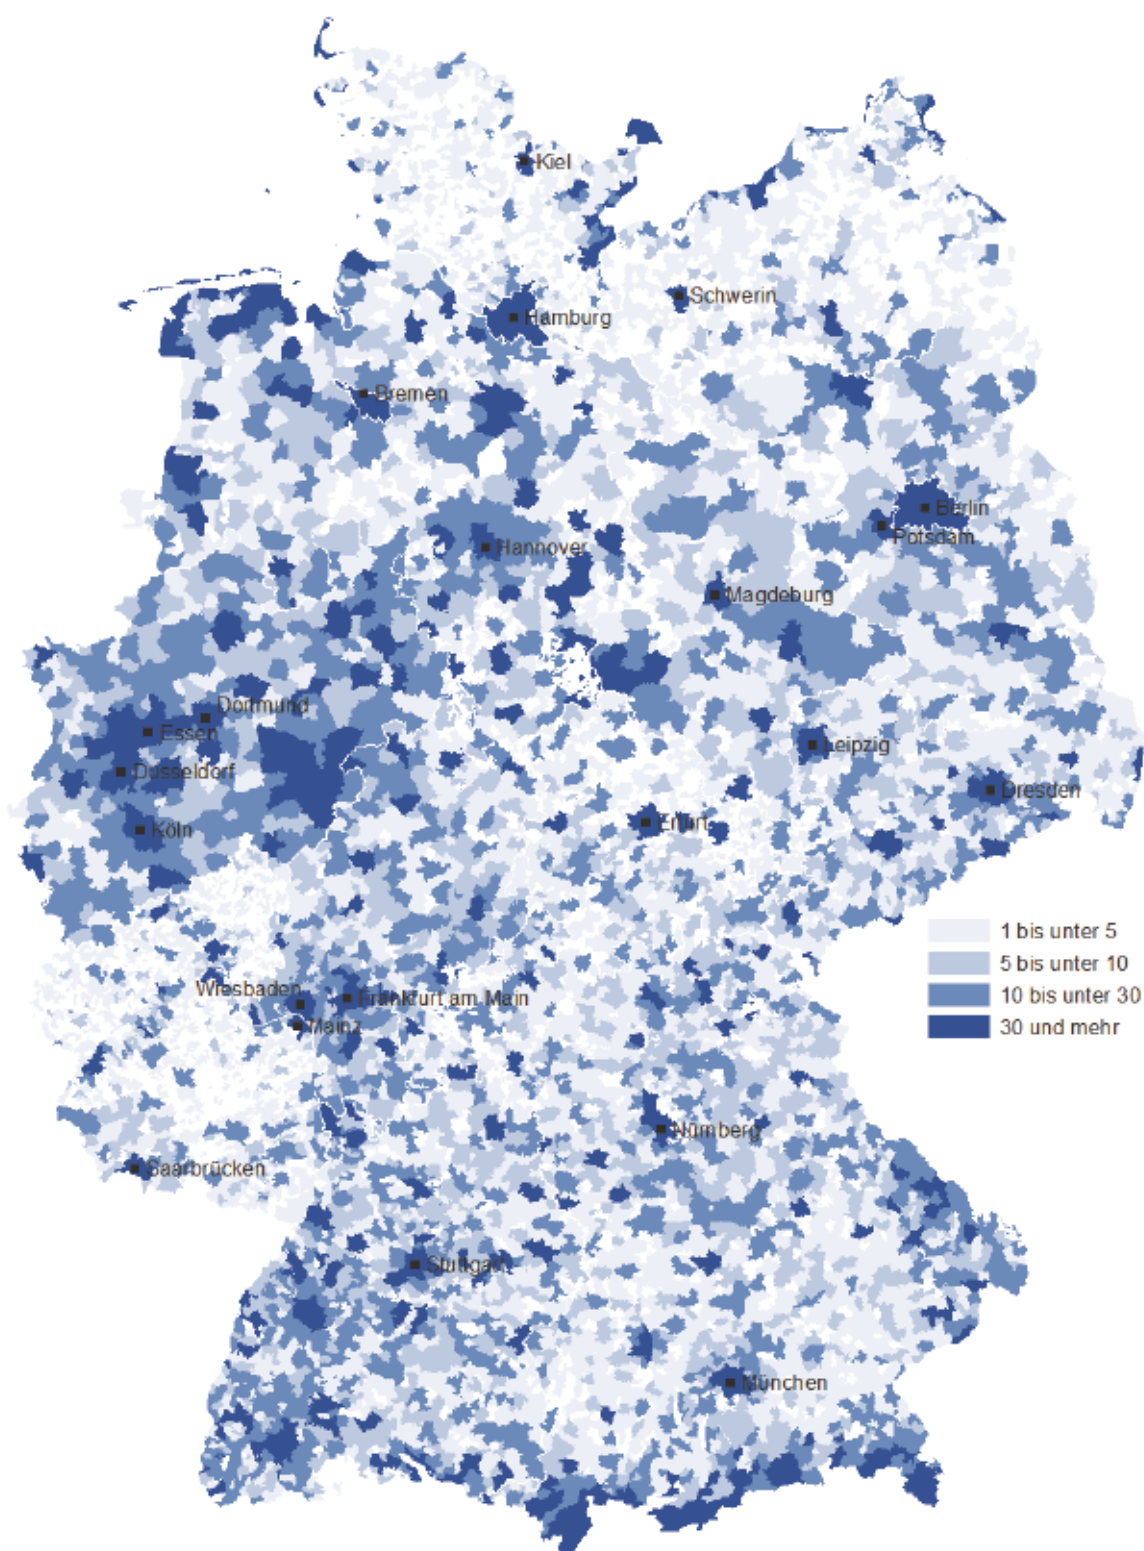 Kiel
Schwerin
Hamburg
Bremen
Berlin
Potsdam
Hannover
Magdeburg
Dortmund
Essen
Düsseldorf
Leipzig
Dresden
Köln
Erfurt
1 bis unter 5
5 bis unter 10
10 bis unter 30
30 und mehr
Wiesbaden
Frankfurt am Main
Mainz
Nürnberg
Saarbrücken
Stuttgart
München